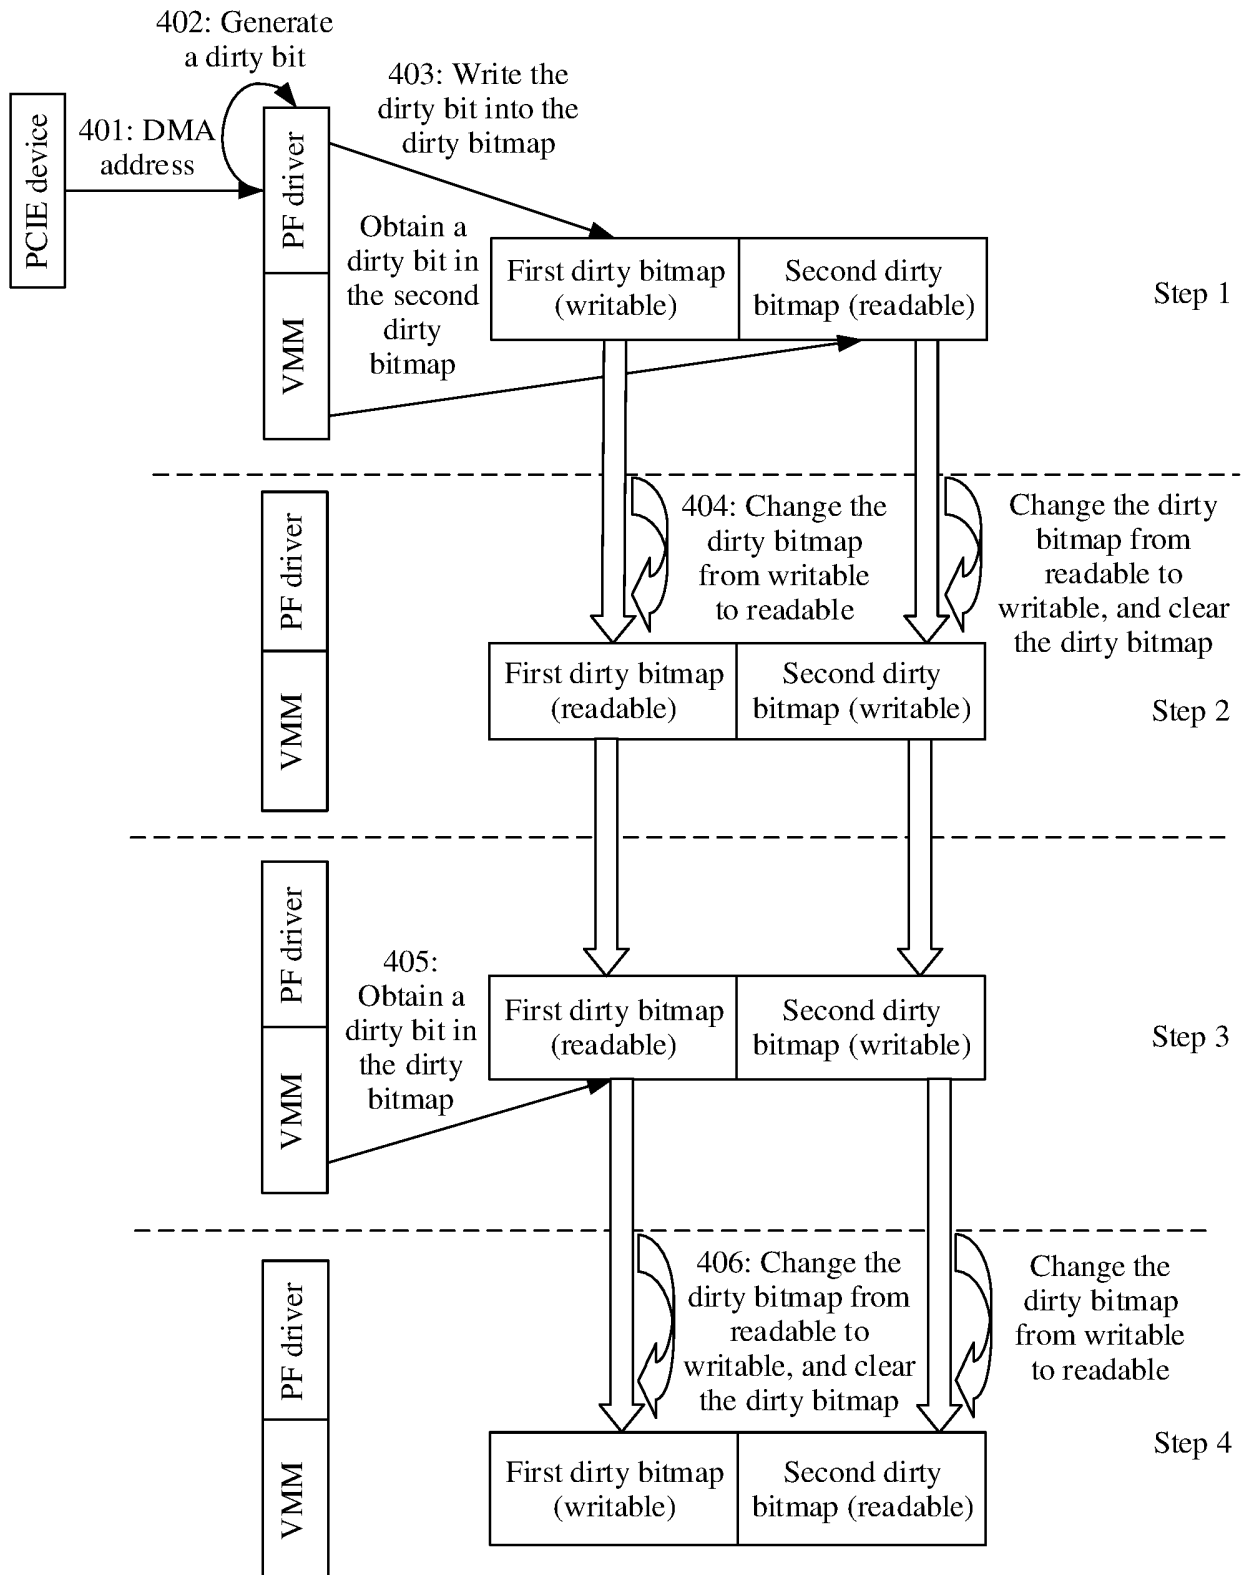 402: Generate
a dirty bit
403: Write the
dirty bit into the
dirty bitmap
PCIE device
401: DMA
address
PF driver
VMM
Obtain a
dirty bit in
the second
dirty
bitmap
First dirty bitmap
(writable)
Second dirty
bitmap (readable)
Step 1
PF driver
VMM
404: Change the
dirty bitmap
from writable
to readable
Change the dirty
bitmap from
readable to
writable, and clear
the dirty bitmap
First dirty bitmap
(readable)
Second dirty
bitmap (writable)
Step 2
PF driver
VMM
405:
Obtain a
dirty bit in
the dirty
bitmap
First dirty bitmap
(readable)
Second dirty
bitmap (writable)
Step 3
PF driver
VMM
406: Change the
dirty bitmap from
readable to
writable, and clear
the dirty bitmap
Change the
dirty bitmap
from writable
to readable
First dirty bitmap
(writable)
Second dirty
bitmap (readable)
Step 4